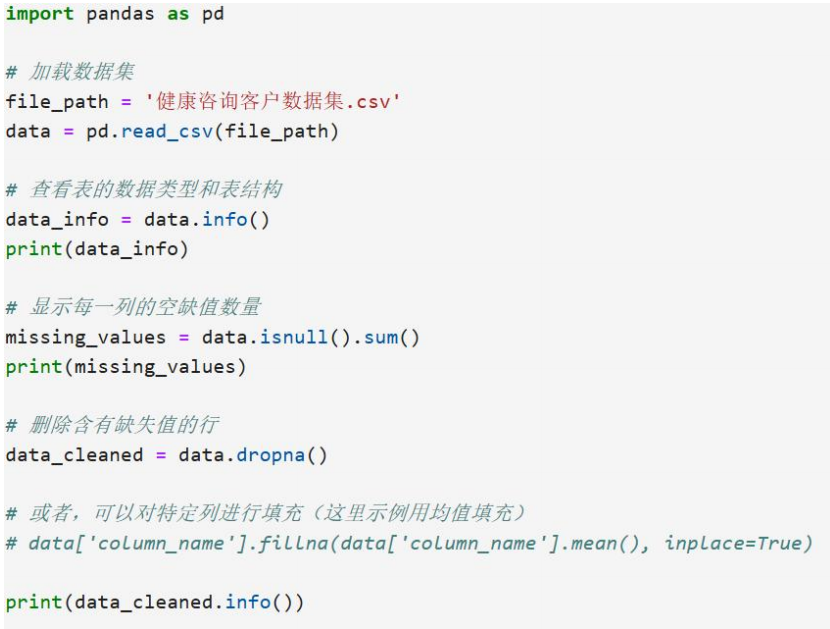 import pandas as pd
# 加载数据集
file_path = '健康咨询客户数据集.csv'
data = pd.read_csv(file_path)
# 查看表的数据类型和表结构
data_info = data.info()
print(data_info)
# 显示每一列的空缺值数量
missing_values = data.isnull().sum()
print(missing_values)
# 删除含有缺失值的行
data_cleaned = data.dropna()
# 或者，可以对特定列进行填充（这里示例用均值填充）
# data['column_name'].fillna(data['column_name'].mean(), inplace=True)
print(data_cleaned.info())